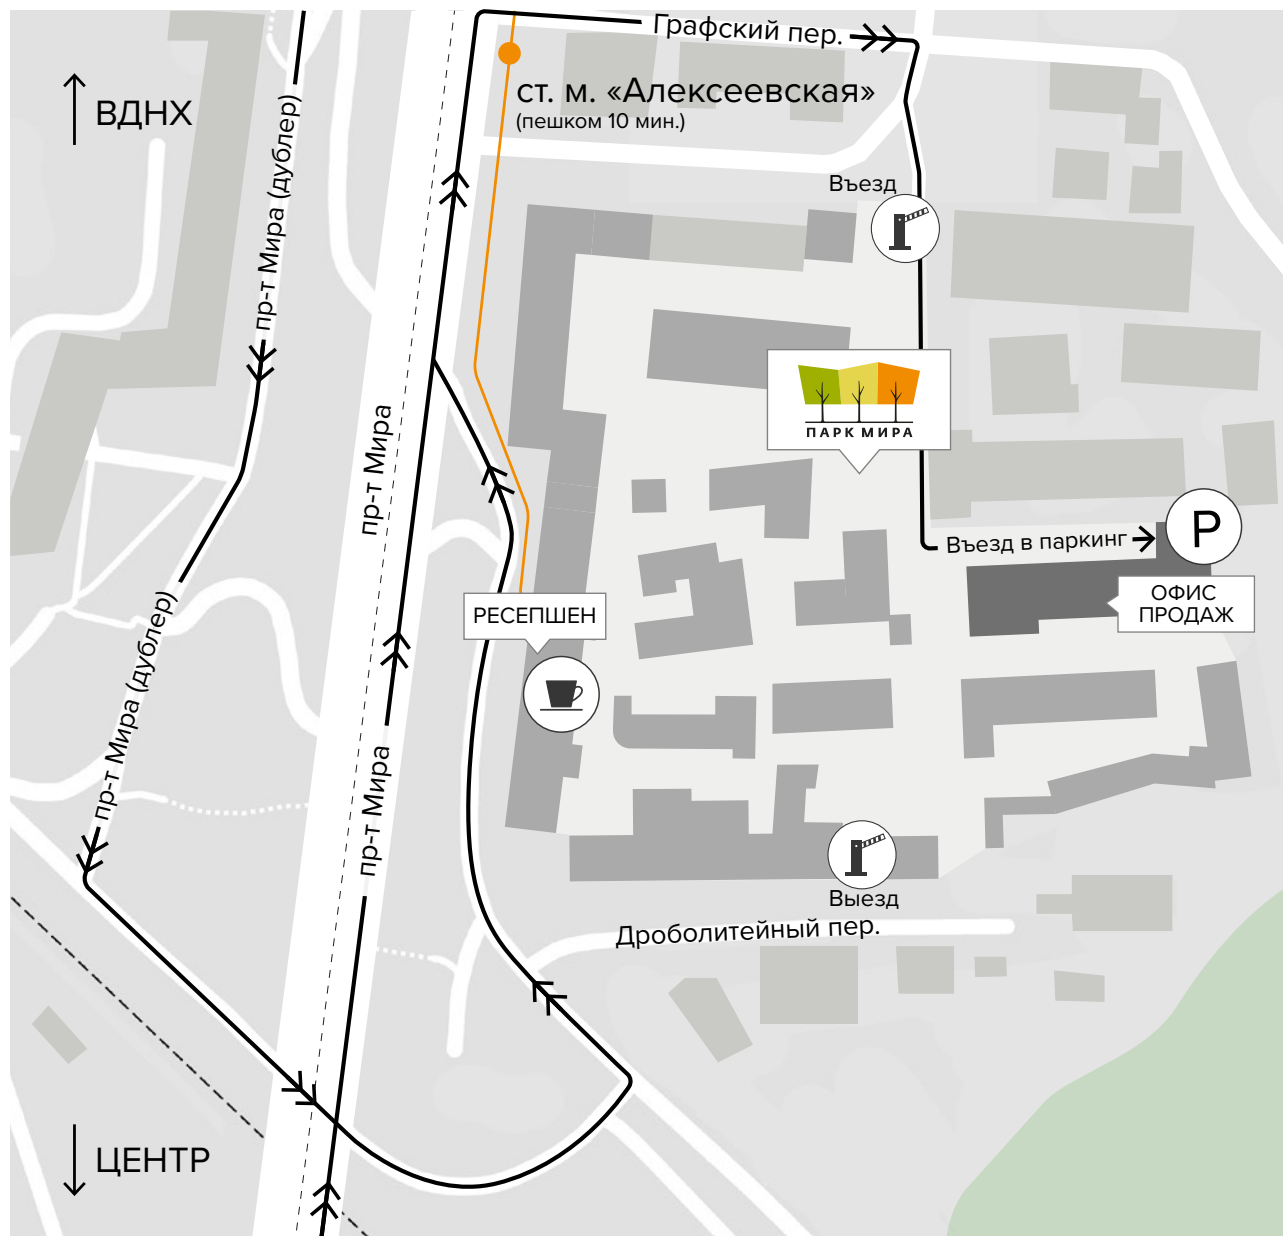 Графский пер.
ст. м. «Алексеевская»
(пешком 10 мин.)
ВДНХ
пр-т Мира (дублер)
Въезд
пр-т Мира
ПАРК МИРА
P
Въезд в паркинг
ОФИС
ПРОДАЖ
РЕСЕПШЕН
пр-т Мира (дублер)
пр-т Мира
Выезд
Дроболитейный пер.
ЦЕНТР